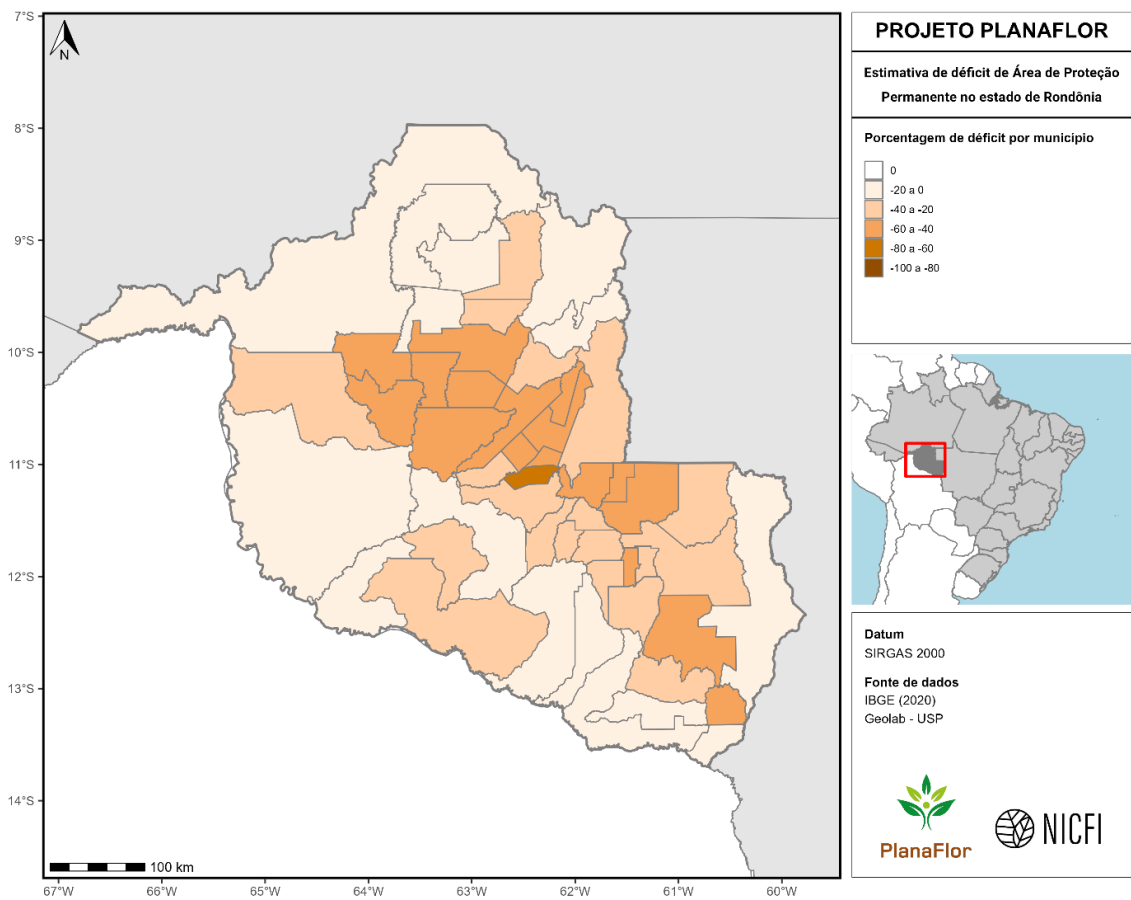 7°S
8°S
9°S
10°S
11°S
12°S
13°S
14°S
67°W
66°W
65°W
64°W
63°W
62°W
61°W
60°W
N
100 km
PROJETO PLANAFLOR
Estimativa de déficit de Área de Proteção
Permanente no estado de Rondônia
Porcentagem de déficit por municipio
0
-20 a 0
-40 a -20
-60 a -40
-80 a -60
-100 a -80
Datum
SIRGAS 2000
Fonte de dados
IBGE (2020)
Geolab - USP
PlanaFlor
NICFI